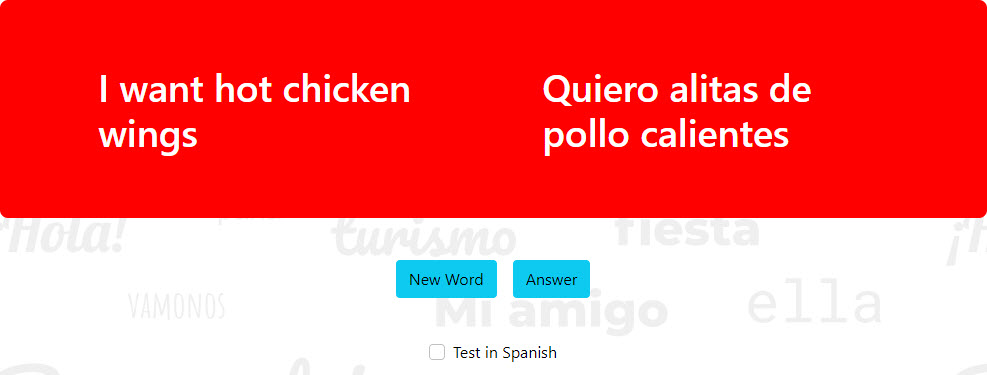 I want hot chicken
wings
Quiero alitas de
pollo calientes
¡Hola!
turismo
fiesta
New Word
Answer
vamonos
Mi amigo
ella
Test in Spanish